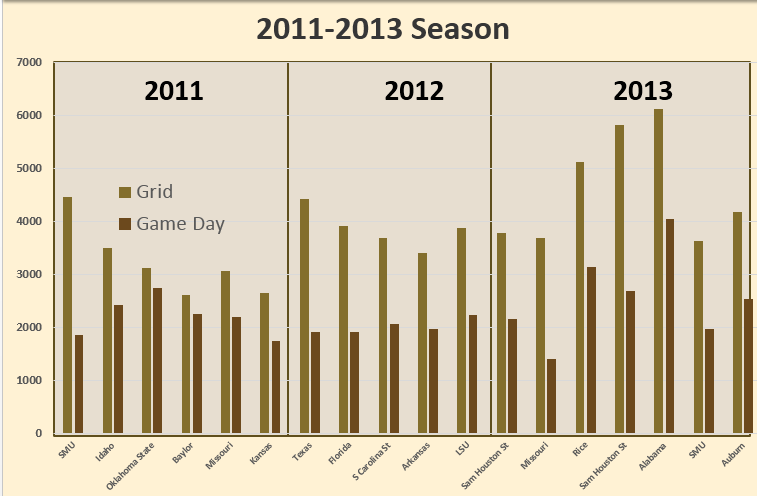 2011-2013 Season
7000
6000
5000
4000
3000
2000
1000
0
2011
2012
2013
Grid
Game Day
SMU
Idaho
Oklahoma State
Baylor
Missouri
Kansas
Texas
Florida
S Carolina St
Arkansas
LSU
Sam Houston St
Missouri
Rice
Sam Houston St
Alabama
SMU
Auburn